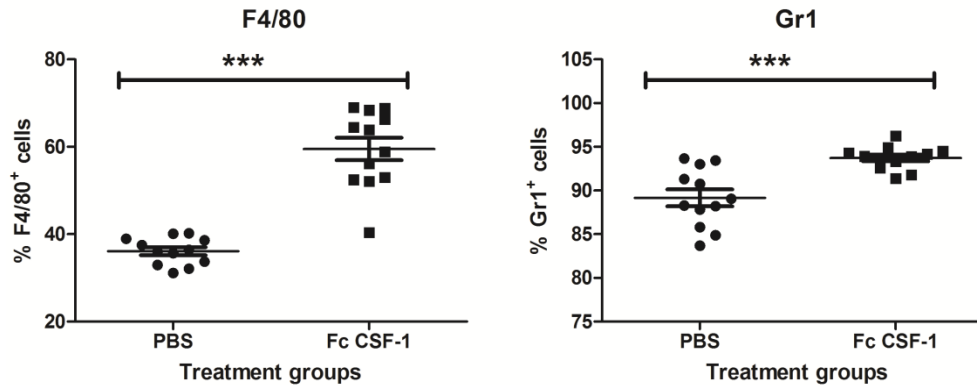 F4/80
% F4/80+ cells
80
60
40
20
***
PBS
Fc CSF-1
Treatment groups
Gr1
% Gr1+ cells
105
100
95
90
85
80
75
***
PBS
Fc CSF-1
Treatment groups